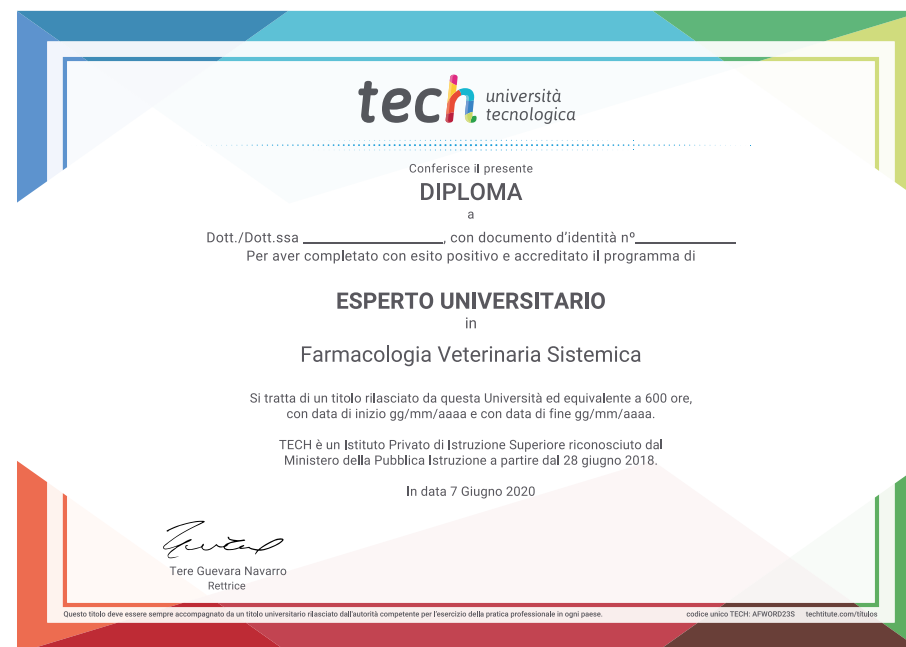 tech università
tecnologica
Conferisce il presente
DIPLOMA
a
Dott./Dott.ssa ____________________, con documento d'identità nº______________
Per aver completato con esito positivo e accreditato il programma di
ESPERTO UNIVERSITARIO
in
Farmacologia Veterinaria Sistemica
Si tratta di un titolo rilasciato da questa Università ed equivalente a 600 ore,
con data di inizio gg/mm/aaaa e con data di fine gg/mm/aaaa.
TECH è un Istituto Privato di Istruzione Superiore riconosciuto dal
Ministero della Pubblica Istruzione a partire dal 28 giugno 2018.
In data 7 Giugno 2020
Tere Guevara Navarro
Rettrice
Questo titolo deve essere sempre accompagnato da un titolo universitario rilasciato dall'autorità competente per l'esercizio della pratica professionale in ogni paese. codice unico TECH: AFWORD23S techtitute.com/titulos